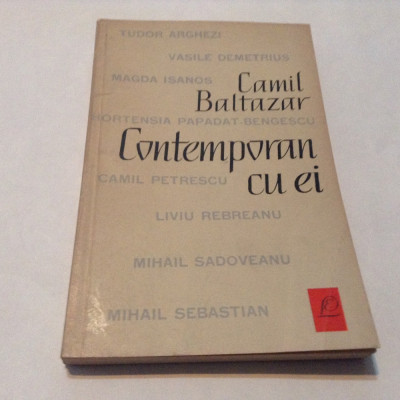 TUDOR ARGHEZI
VASILE DEMETRIUS
MAGDA ISANOS
Camil
Baltazar
HORTENSIA PAPADAT-BENGESCU
Contemporan
cu ei
CAMIL PETRESCU
LIVIU REBREANU
MIHAIL SADOVEANU
MIHAIL SEBASTIAN